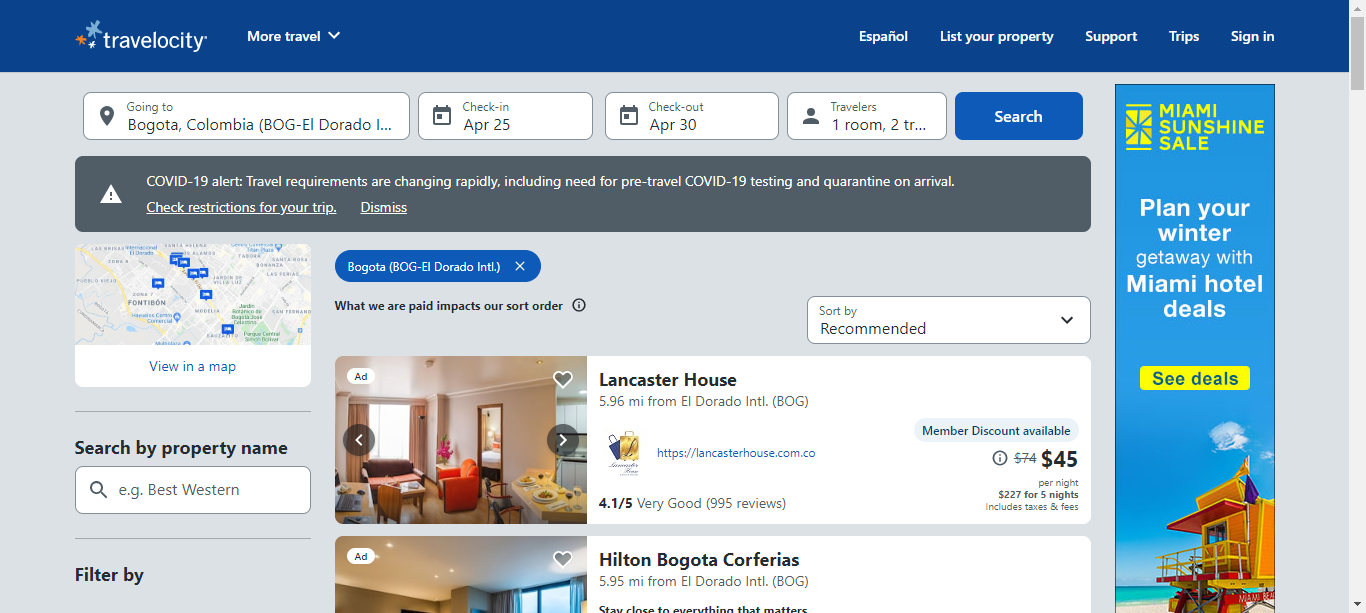 travelocity
More travel
Español
List your property
Support
Trips
Sign in
Going to
Bogota, Colombia (BOG-El Dorado I...
Check-in
Apr 25
Check-out
Apr 30
Travelers
1 room, 2 tr...
Search
COVID-19 alert: Travel requirements are changing rapidly, including need for pre-travel COVID-19 testing and quarantine on arrival.
Check restrictions for your trip.
Dismiss
FONTIBÓN
View in a map
Search by property name
e.g. Best Western
Filter by
Bogota (BOG-El Dorado Intl.)
What we are paid impacts our sort order
Sort by
Recommended
Ad
Lancaster House
5.96 mi from El Dorado Intl. (BOG)
Lancaster
House
https://lancasterhouse.com.co
4.1/5 Very Good (995 reviews)
Member Discount available
$74 $45
per night
$227 for 5 nights
Includes taxes & fees
Ad
Hilton Bogota Corferias
5.95 mi from El Dorado Intl. (BOG)
Stay close to everything that matters
MIAMI
SUNSHINE
SALE
Plan your
winter
getaway with
Miami hotel
deals
See deals
MIAMI